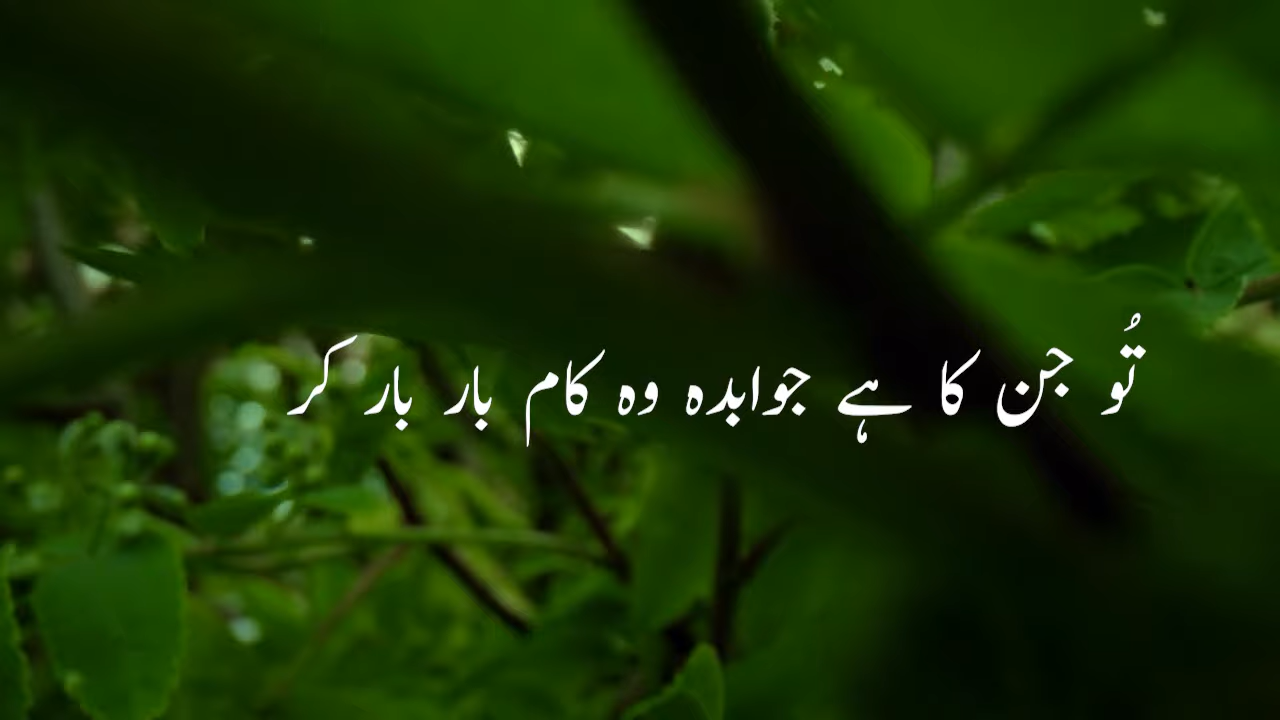 تُو جن کا ہے جوابدہ وہ کام بار بار کر